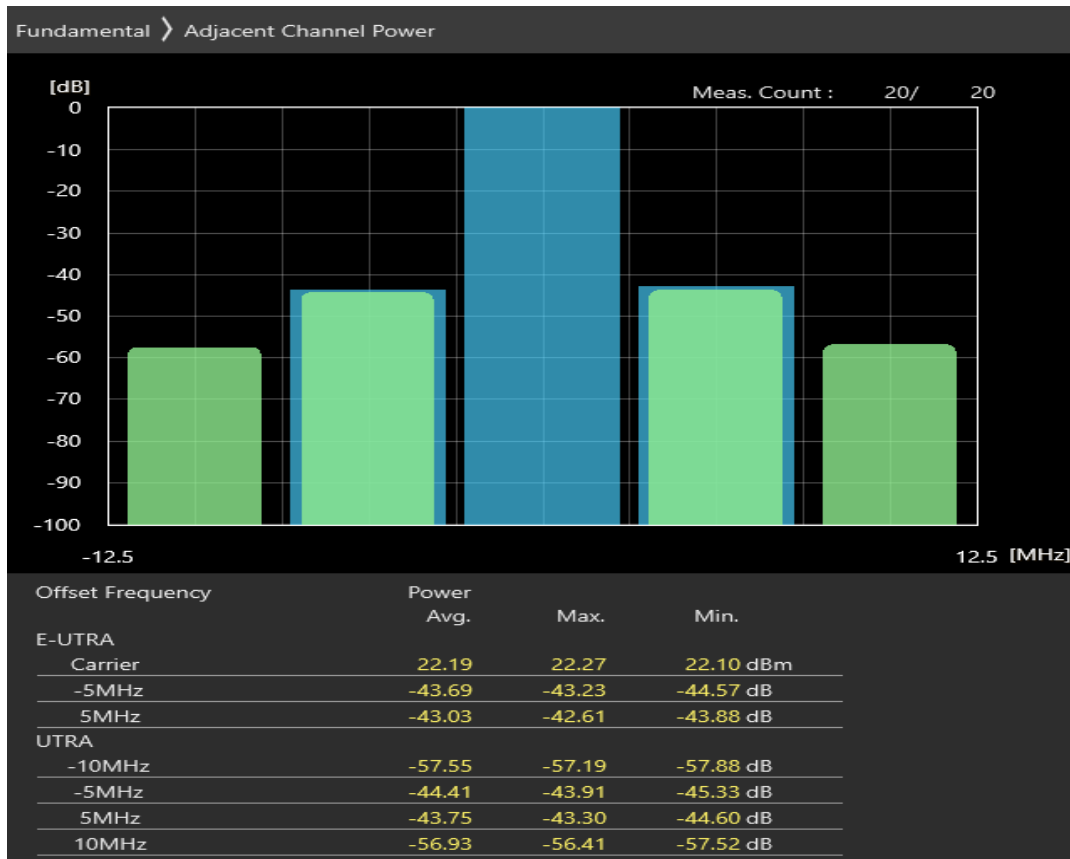 Fundamental ❯ Adjacent Channel Power
[dB]
Meas. Count : 20/ 20
0
-10
-20
-30
-40
-50
-60
-70
-80
-90
-100
-12.5 12.5 [MHz]
Offset Frequency Power
Avg. Max. Min.
E-UTRA
Carrier 22.19 22.27 22.10 dBm
-5MHz -43.69 -43.23 -44.57 dB
5MHz -43.03 -42.61 -43.88 dB
UTRA
-10MHz -57.55 -57.19 -57.88 dB
-5MHz -44.41 -43.91 -45.33 dB
5MHz -43.75 -43.30 -44.60 dB
10MHz -56.93 -56.41 -57.52 dB